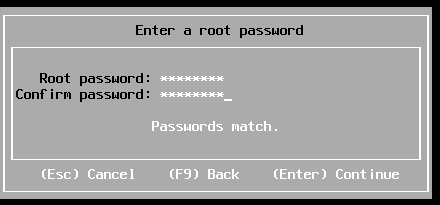 Enter a root password
Root password: ********
Confirm password: ********_
Passwords match.
(Esc) Cancel (F9) Back (Enter) Continue